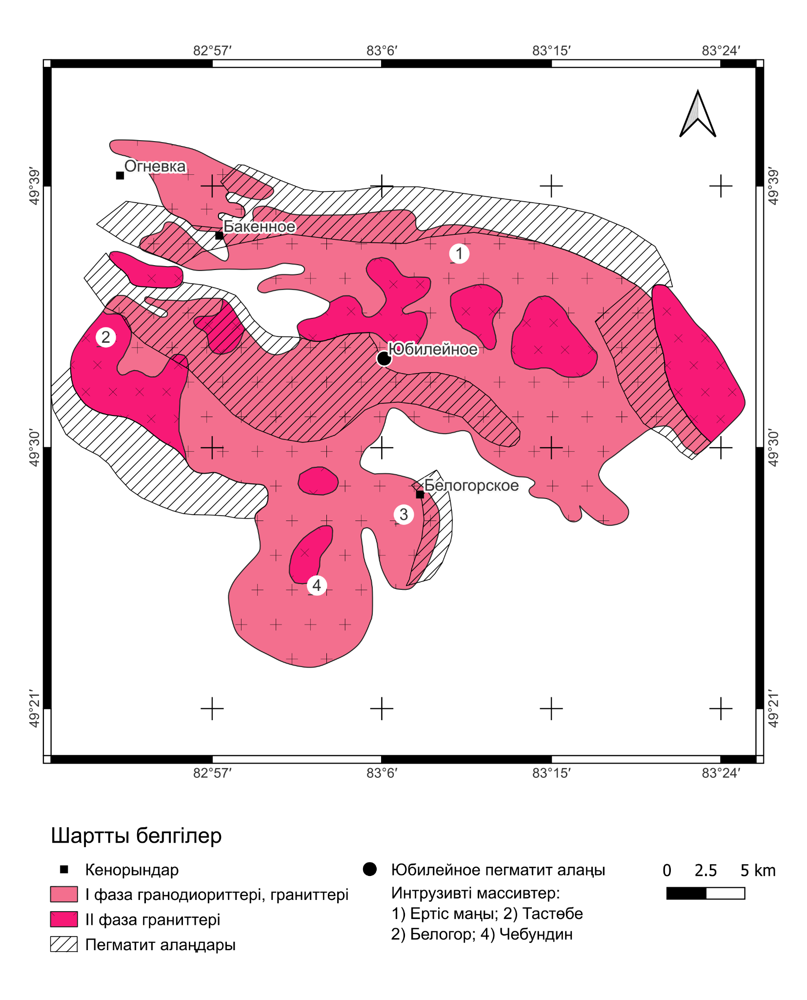 82°57′ 83°6′ 83°15′ 83°24′
49°39′ 49°39′
Огневка
Бакенное
1
2
Юбилейное
49°30′ 49°30′
Белогорское
3
4
49°21′ 49°21′
82°57′ 83°6′ 83°15′ 83°24′
Шартты белгілер
Кенорындар
I фаза гранодиориттері, граниттері
II фаза граниттері
Пегматит алаңдары
Юбилейное пегматит алаңы
Интрузивті массивтер:
1) Ертіс маңы; 2) Тастөбе
2) Белогор; 4) Чебундин
0 2.5 5 km